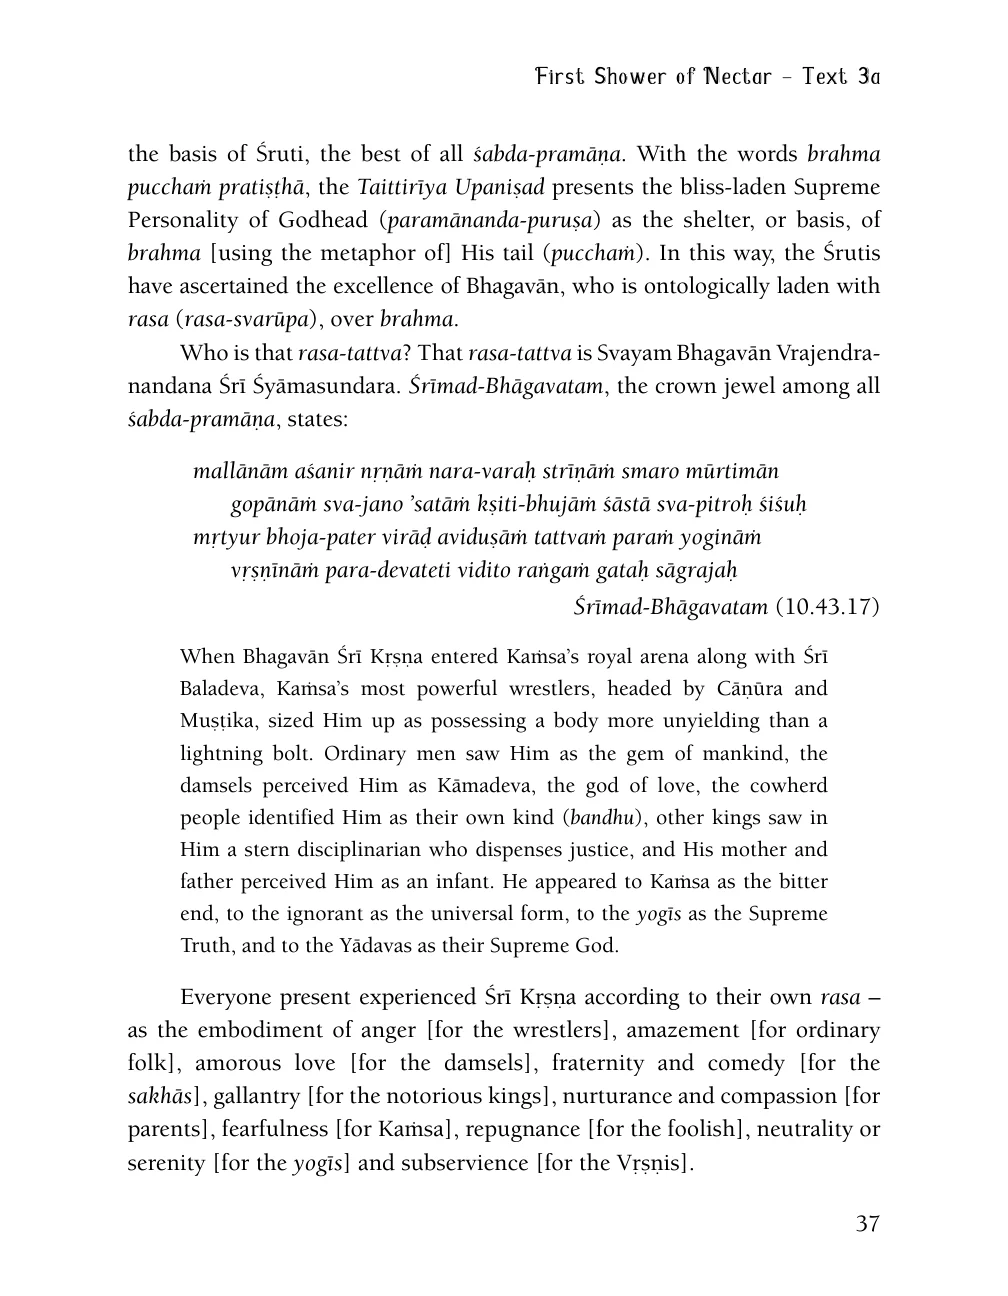 First Shower of Nectar – Text 3a
the basis of Śruti, the best of all śabda-pramāṇa. With the words brahma
pucchaṁ pratiṣṭhā, the Taittirīya Upaniṣad presents the bliss-laden Supreme
Personality of Godhead (paramānanda-puruṣa) as the shelter, or basis, of
brahma [using the metaphor of] His tail (pucchaṁ). In this way, the Śrutis
have ascertained the excellence of Bhagavān, who is ontologically laden with
rasa (rasa-svarūpa), over brahma.
Who is that rasa-tattva? That rasa-tattva is Svayam Bhagavān Vrajendra-
nandana Śrī Śyāmasundara. Śrīmad-Bhāgavatam, the crown jewel among all
śabda-pramāṇa, states:
mallānām aśanir nṛṇāṁ nara-varaḥ strīṇāṁ smaro mūrtimān
gopānāṁ sva-jano ’satāṁ kṣiti-bhujāṁ śāstā sva-pitroḥ śiśuḥ
mṛtyur bhoja-pater virāḍ aviduṣāṁ tattvaṁ paraṁ yogināṁ
vṛṣṇīnāṁ para-devateti vidito raṅgaṁ gataḥ sāgrajaḥ
Śrīmad-Bhāgavatam (10.43.17)
When Bhagavān Śrī Kṛṣṇa entered Kaṁsa’s royal arena along with Śrī
Baladeva, Kaṁsa’s most powerful wrestlers, headed by Cāṇūra and
Muṣṭika, sized Him up as possessing a body more unyielding than a
lightning bolt. Ordinary men saw Him as the gem of mankind, the
damsels perceived Him as Kāmadeva, the god of love, the cowherd
people identified Him as their own kind (bandhu), other kings saw in
Him a stern disciplinarian who dispenses justice, and His mother and
father perceived Him as an infant. He appeared to Kaṁsa as the bitter
end, to the ignorant as the universal form, to the yogīs as the Supreme
Truth, and to the Yādavas as their Supreme God.
Everyone present experienced Śrī Kṛṣṇa according to their own rasa –
as the embodiment of anger [for the wrestlers], amazement [for ordinary
folk], amorous love [for the damsels], fraternity and comedy [for the
sakhās], gallantry [for the notorious kings], nurturance and compassion [for
parents], fearfulness [for Kaṁsa], repugnance [for the foolish], neutrality or
serenity [for the yogīs] and subservience [for the Vṛṣṇis].
37